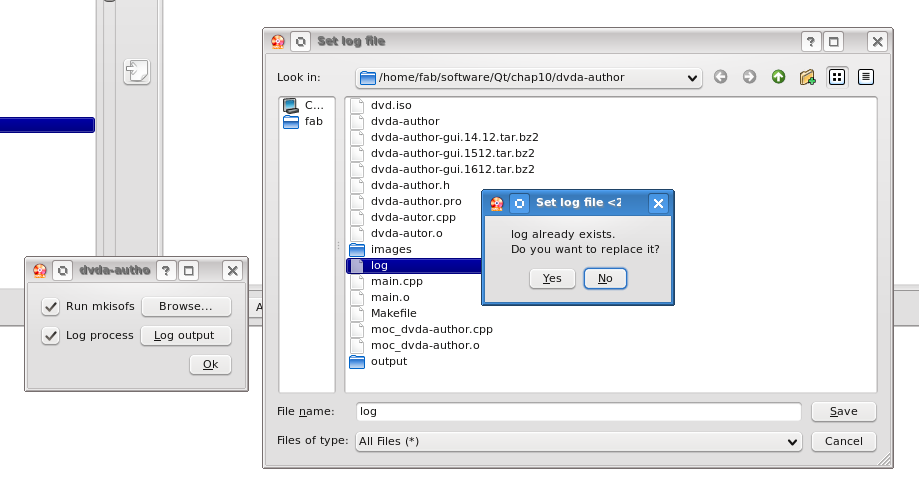 Set log file
?
Look in:
/home/fab/software/Qt/chap10/dvda-author
C...
fab
dvd.iso
dvda-author
dvda-author-gui.14.12.tar.bz2
dvda-author-gui.1512.tar.bz2
dvda-author-gui.1612.tar.bz2
dvda-author.h
dvda-author.pro
dvda-autor.cpp
dvda-autor.o
images
log
main.cpp
main.o
Makefile
moc_dvda-author.cpp
moc_dvda-author.o
output
File name:
log
Save
Files of type:
All Files (*)
Cancel
Set log file <2
log already exists.
Do you want to replace it?
Yes
No
dvda-autho
?
Run mkisofs
Browse...
Log process
Log output
Ok
A